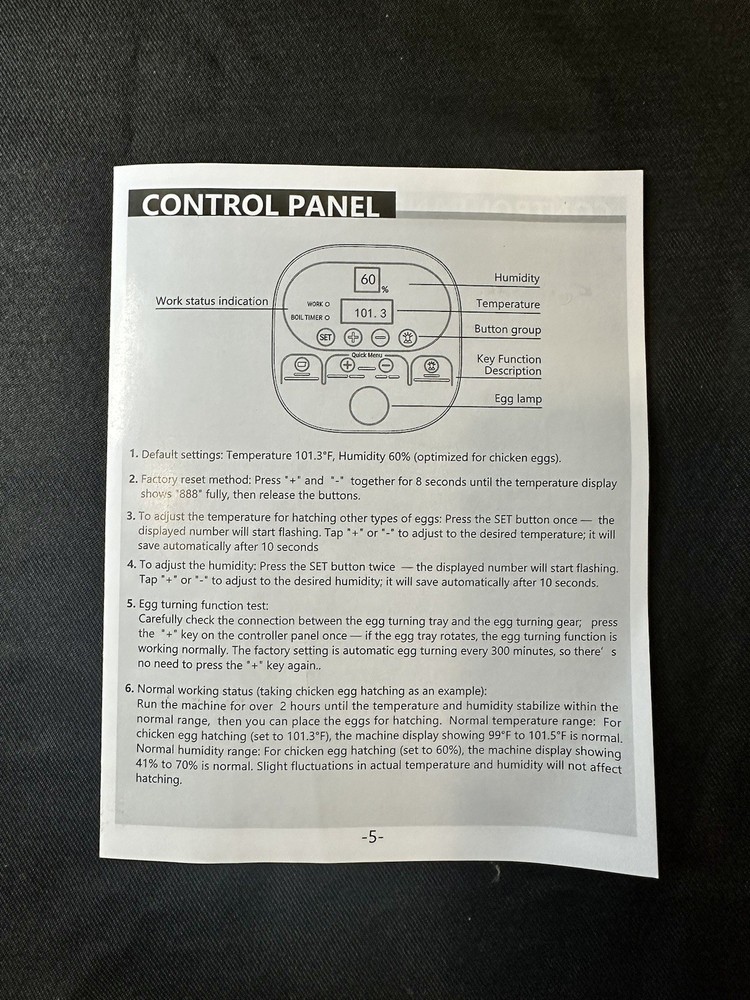 CONTROL PANEL
60
%
Humidity
Work status indication
WORK
Temperature
BOIL TIMER
101.3
SET
Button group
Quick Menu
Key Function
Description
Egg lamp
1. Default settings: Temperature 101.3°F, Humidity 60% (optimized for chicken eggs).
2. Factory reset method: Press "+" and "-" together for 8 seconds until the temperature display
shows "888" fully, then release the buttons.
3. To adjust the temperature for hatching other types of eggs: Press the SET button once — the
displayed number will start flashing. Tap "+" or "-" to adjust to the desired temperature; it will
save automatically after 10 seconds
4. To adjust the humidity: Press the SET button twice — the displayed number will start flashing.
Tap "+" or "-" to adjust to the desired humidity; it will save automatically after 10 seconds.
5. Egg turning function test:
Carefully check the connection between the egg turning tray and the egg turning gear; press
the "+" key on the controller panel once — if the egg tray rotates, the egg turning function is
working normally. The factory setting is automatic egg turning every 300 minutes, so there' s
no need to press the "+" key again..
6. Normal working status (taking chicken egg hatching as an example):
Run the machine for over 2 hours until the temperature and humidity stabilize within the
normal range, then you can place the eggs for hatching. Normal temperature range: For
chicken egg hatching (set to 101.3°F), the machine display showing 99°F to 101.5°F is normal.
Normal humidity range: For chicken egg hatching (set to 60%), the machine display showing
41% to 70% is normal. Slight fluctuations in actual temperature and humidity will not affect
hatching.
-5-